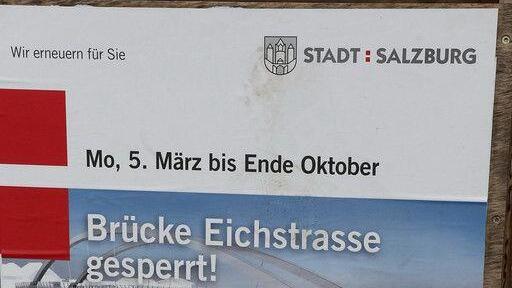 Wir erneuern für Sie
STADT : SALZBURG
Mo, 5. März bis Ende Oktober
Brücke Eichstrasse
gesperrt!